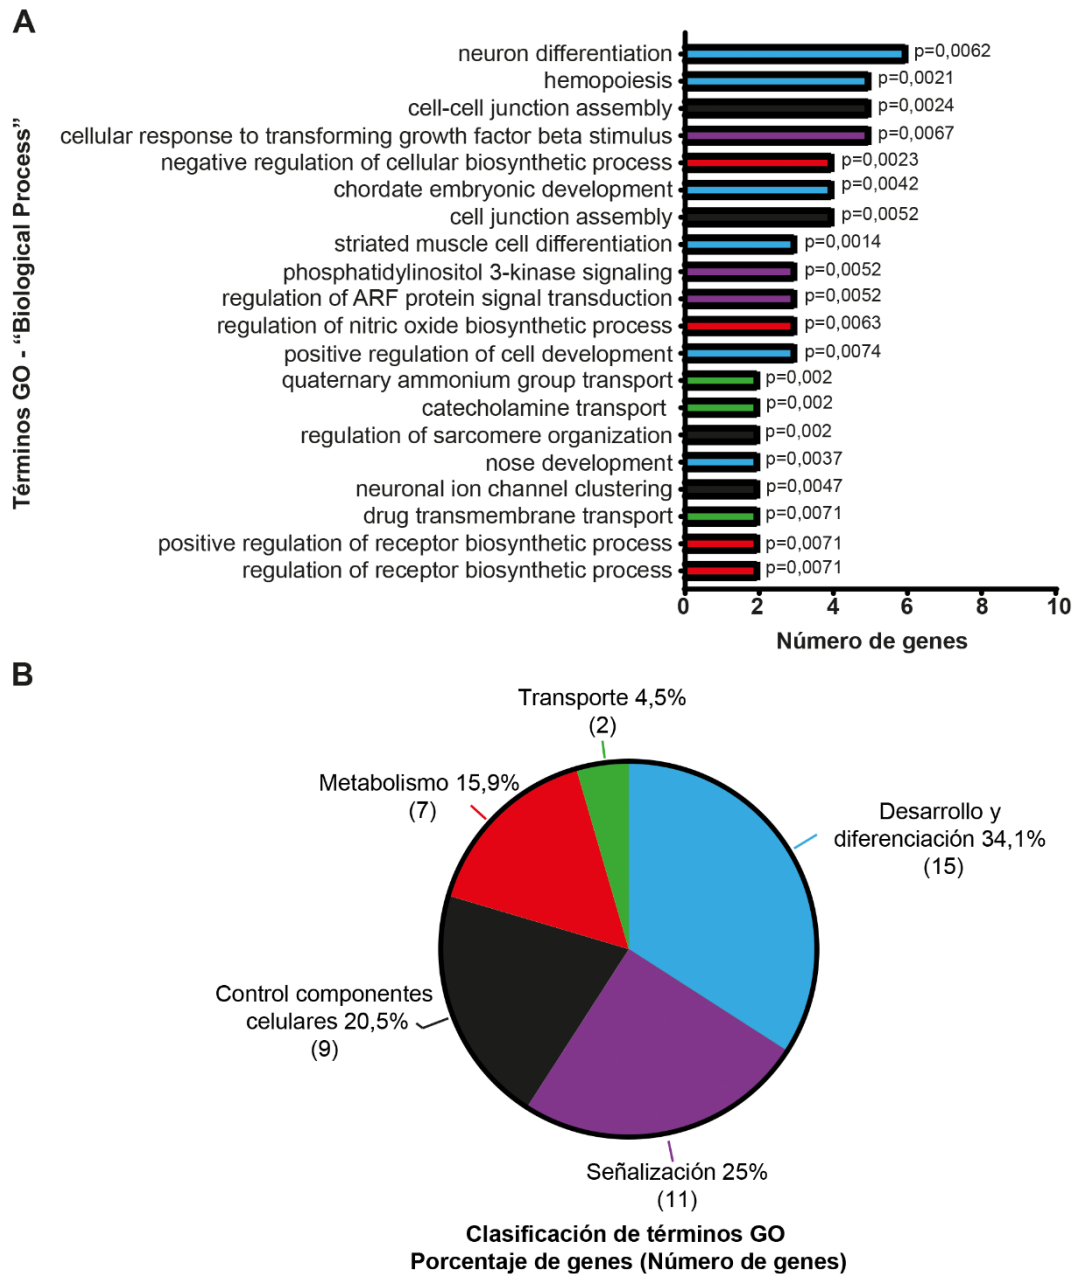 A
Términos GO - “Biological Process”
neuron differentiation p=0,0062
hemopoiesis p=0,0021
cell-cell junction assembly p=0,0024
cellular response to transforming growth factor beta stimulus p=0,0067
negative regulation of cellular biosynthetic process p=0,0023
chordate embryonic development p=0,0042
cell junction assembly p=0,0052
striated muscle cell differentiation p=0,0014
phosphatidylinositol 3-kinase signaling p=0,0052
regulation of ARF protein signal transduction p=0,0052
regulation of nitric oxide biosynthetic process p=0,0063
positive regulation of cell development p=0,0074
quaternary ammonium group transport p=0,002
catecholamine transport p=0,002
regulation of sarcomere organization p=0,002
nose development p=0,0037
neuronal ion channel clustering p=0,0047
drug transmembrane transport p=0,0071
positive regulation of receptor biosynthetic process p=0,0071
regulation of receptor biosynthetic process p=0,0071
0 2 4 6 8 10
Número de genes
B
Transporte 4,5%
(2)
Metabolismo 15,9%
(7)
Desarrollo y
diferenciación 34,1%
(15)
Control componentes
celulares 20,5%
(9)
Señalización 25%
(11)
Clasificación de términos GO
Porcentaje de genes (Número de genes)